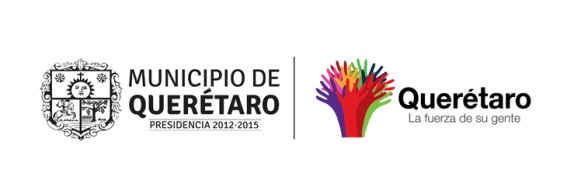 MUNICIPIO DE
QUERÉTARO
PRESIDENCIA 2012-2015
Querétaro
La fuerza de su gente